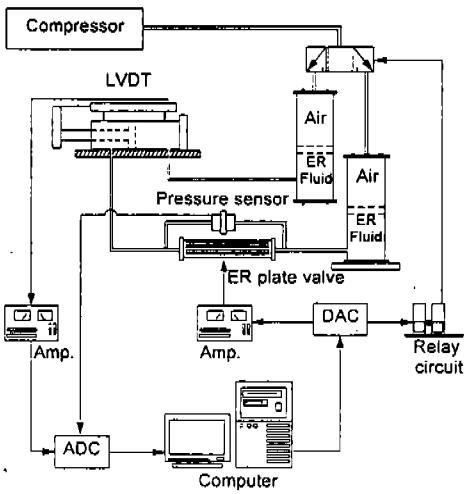 Compressor
LVDT
Air
ER
Fluid
Air
ER
Fluid
Pressure sensor
ER plate valve
Amp.
Amp.
DAC
Relay
circuit
ADC
Computer